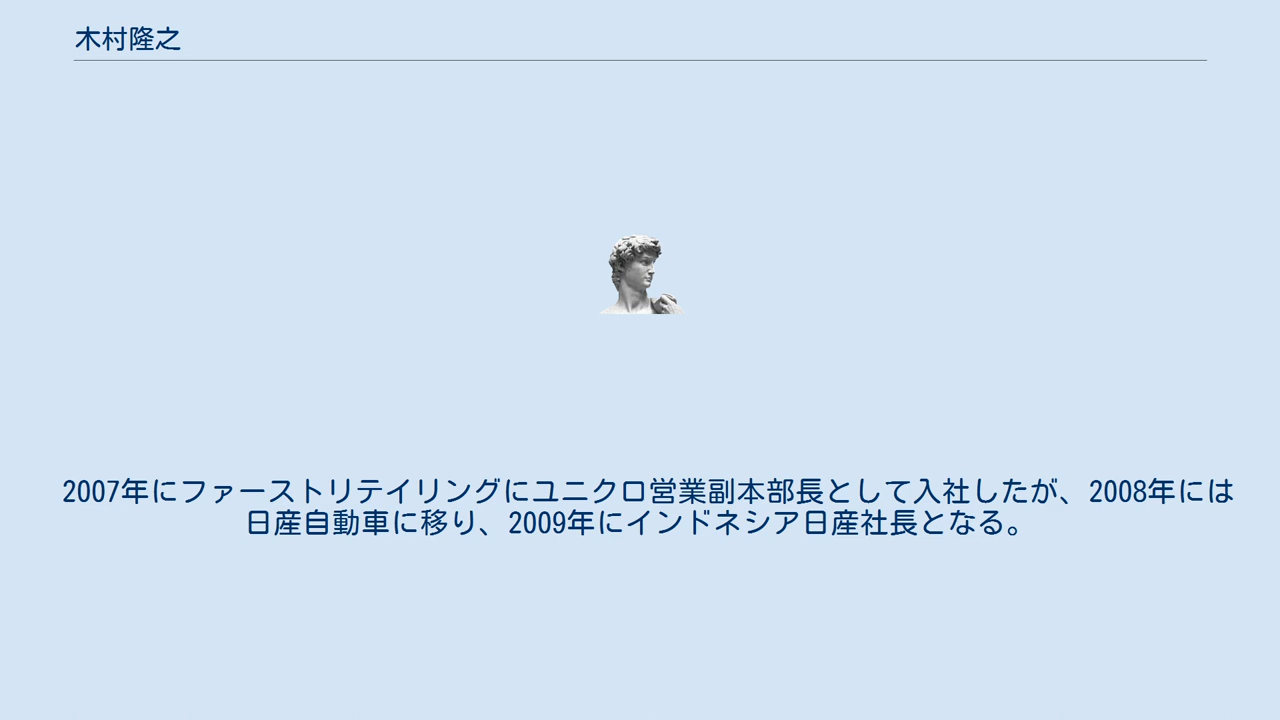 木村隆之
2007年にファーストリテイリングにユニクロ営業副本部長として入社したが、2008年には
日産自動車に移り、2009年にインドネシア日産社長となる。